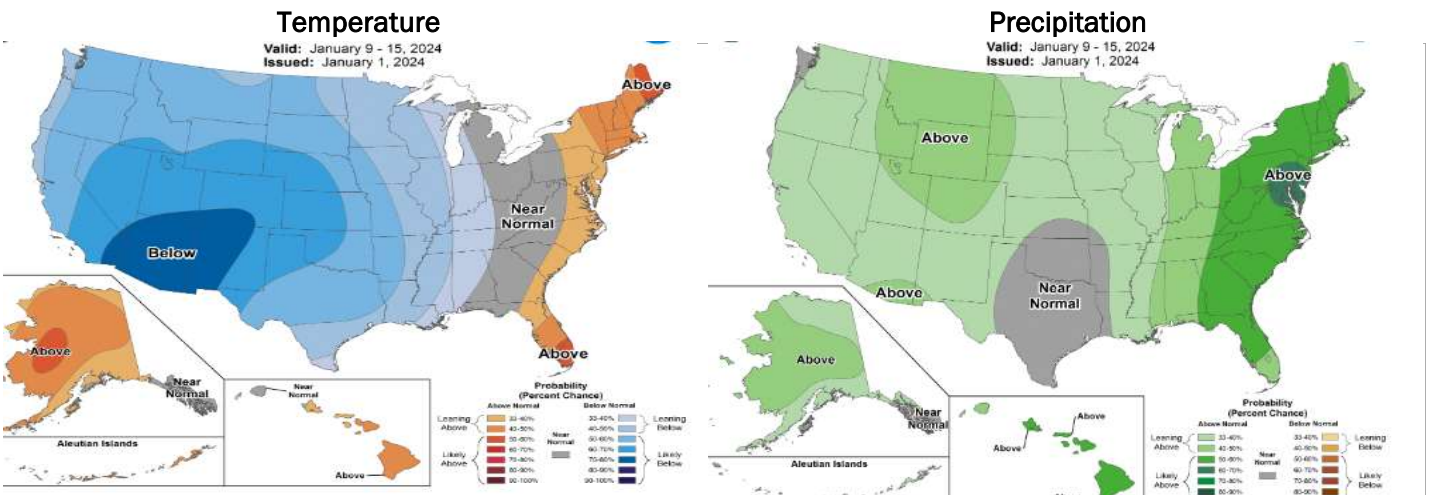 Temperature
Valid: January 9 - 15, 2024
Issued: January 1, 2024
Above
Near
Normal
Below
Above
Above
Near
Normal
Near
Normal
Above
Aleutian Islands
Probability
(Percent Chance)
Above Normal
Below Normal
Leaning
Above
33-40%
40-50%
Likely
Above
50-60%
60-70%
70-80%
80-90%
90-100%
Near
Normal
33-40%
40-50%
Leaning
Below
50-60%
60-70%
70-80%
80-90%
90-100%
Likely
Below
Precipitation
Valid: January 9 - 15, 2024
Issued: January 1, 2024
Above
Above
Above
Near
Normal
Above
Near
Normal
Above
Above
Aleutian Islands
Probability
(Percent Chance)
Above Normal
Below Normal
Leaning
Above
33-40%
40-50%
Likely
Above
50-60%
60-70%
70-80%
80-90%
Near
Normal
33-40%
40-50%
Leaning
Below
50-60%
60-70%
70-80%
80-90%
Likely
Below